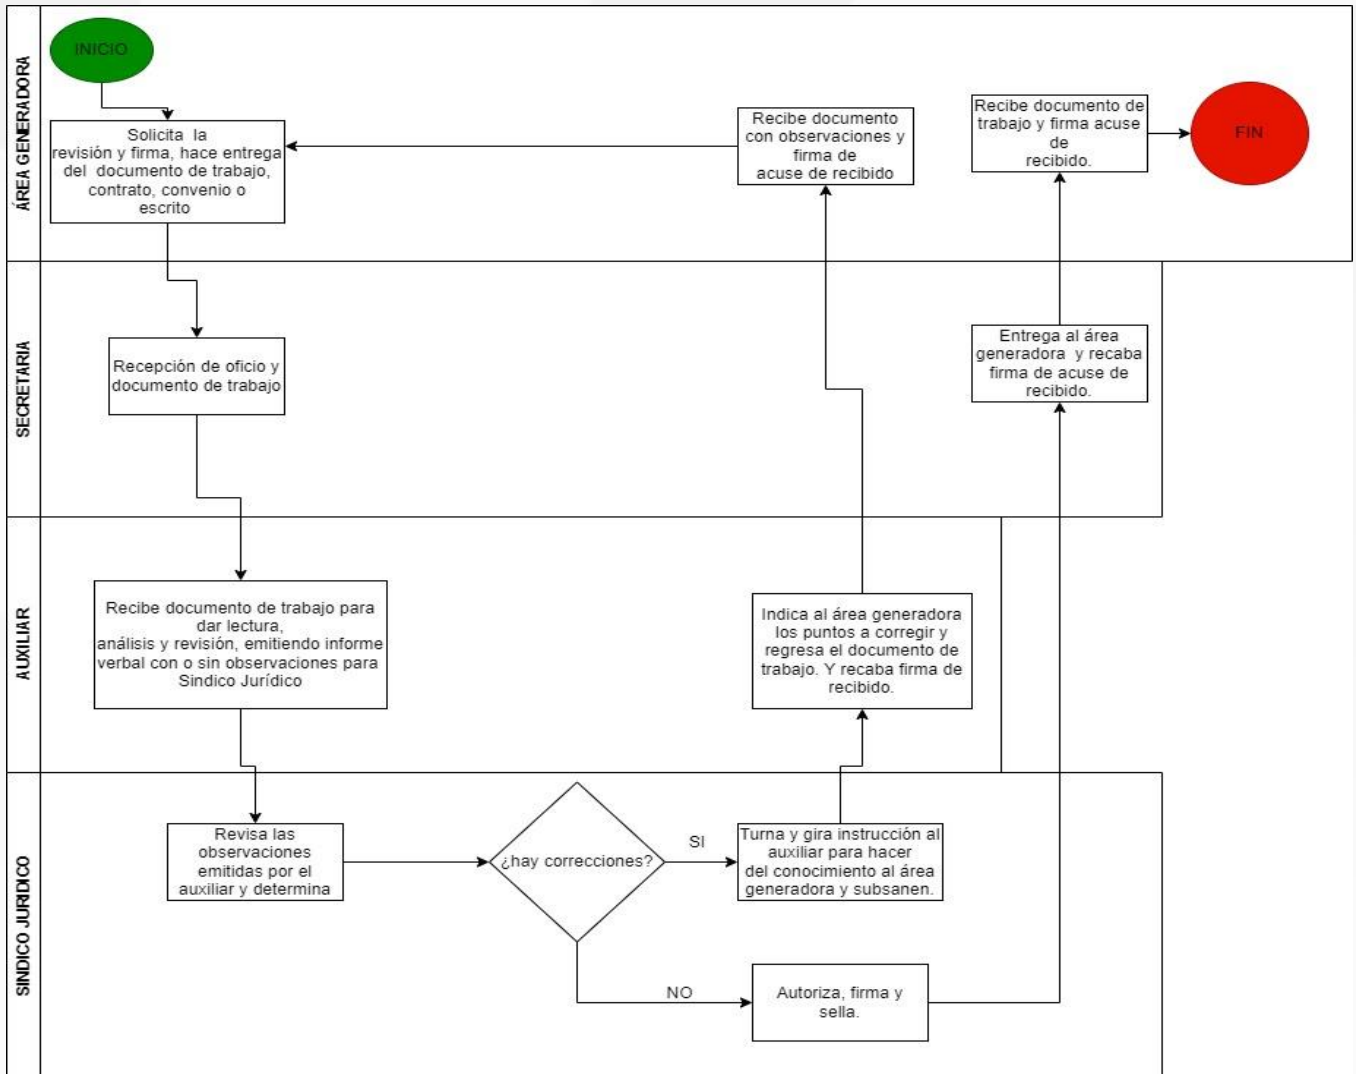 ÁREA GENERADORA
INICIO
Solicita la
revisión y firma, hace entrega
del documento de trabajo,
contrato, convenio o
escrito
Recibe documento
con observaciones y
firma de
acuse de recibido
Recibe documento de
trabajo y firma acuse
de
recibido.
FIN
SECRETARIA
Recepción de oficio y
documento de trabajo
Entrega al área
generadora y recaba
firma de acuse de
recibido.
AUXILIAR
Recibe documento de trabajo para
dar lectura,
análisis y revisión, emitiendo informe
verbal con o sin observaciones para
Sindico Jurídico
Indica al área generadora
los puntos a corregir y
regresa el documento de
trabajo. Y recaba firma de
recibido.
SINDICO JURIDICO
Revisa las
observaciones
emitidas por el
auxiliar y determina
¿hay correcciones?
SI
Turna y gira instrucción al
auxiliar para hacer
del conocimiento al área
generadora y subsanen.
NO
Autoriza, firma y
sella.